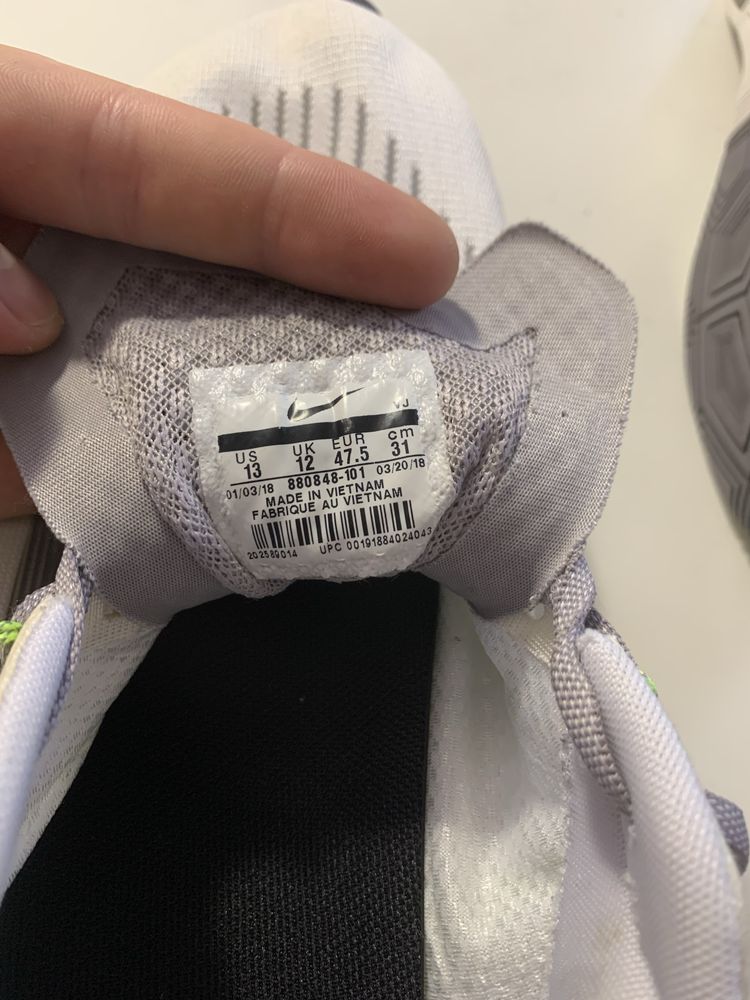 VJ
US UK EUR cm
13 12 47.5 31
01/03/18 880848-101 03/20/18
MADE IN VIETNAM
FABRIQUE AU VIETNAM
202589014 UPC 00191884024043